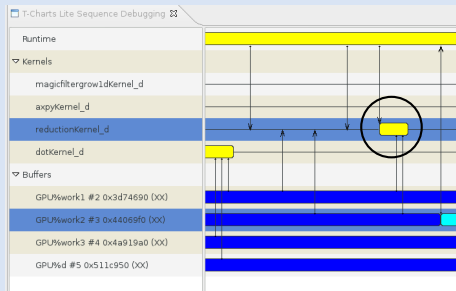 T-Charts Lite Sequence Debugging
Runtime
Kernels
magicfiltergrow1dKernel_d
axpyKernel_d
reductionKernel_d
dotKernel_d
Buffers
GPU%work1 #2 0x3d74690 (XX)
GPU%work2 #3 0x44069f0 (XX)
GPU%work3 #4 0x4a919a0 (XX)
GPU%d #5 0x511c950 (XX)